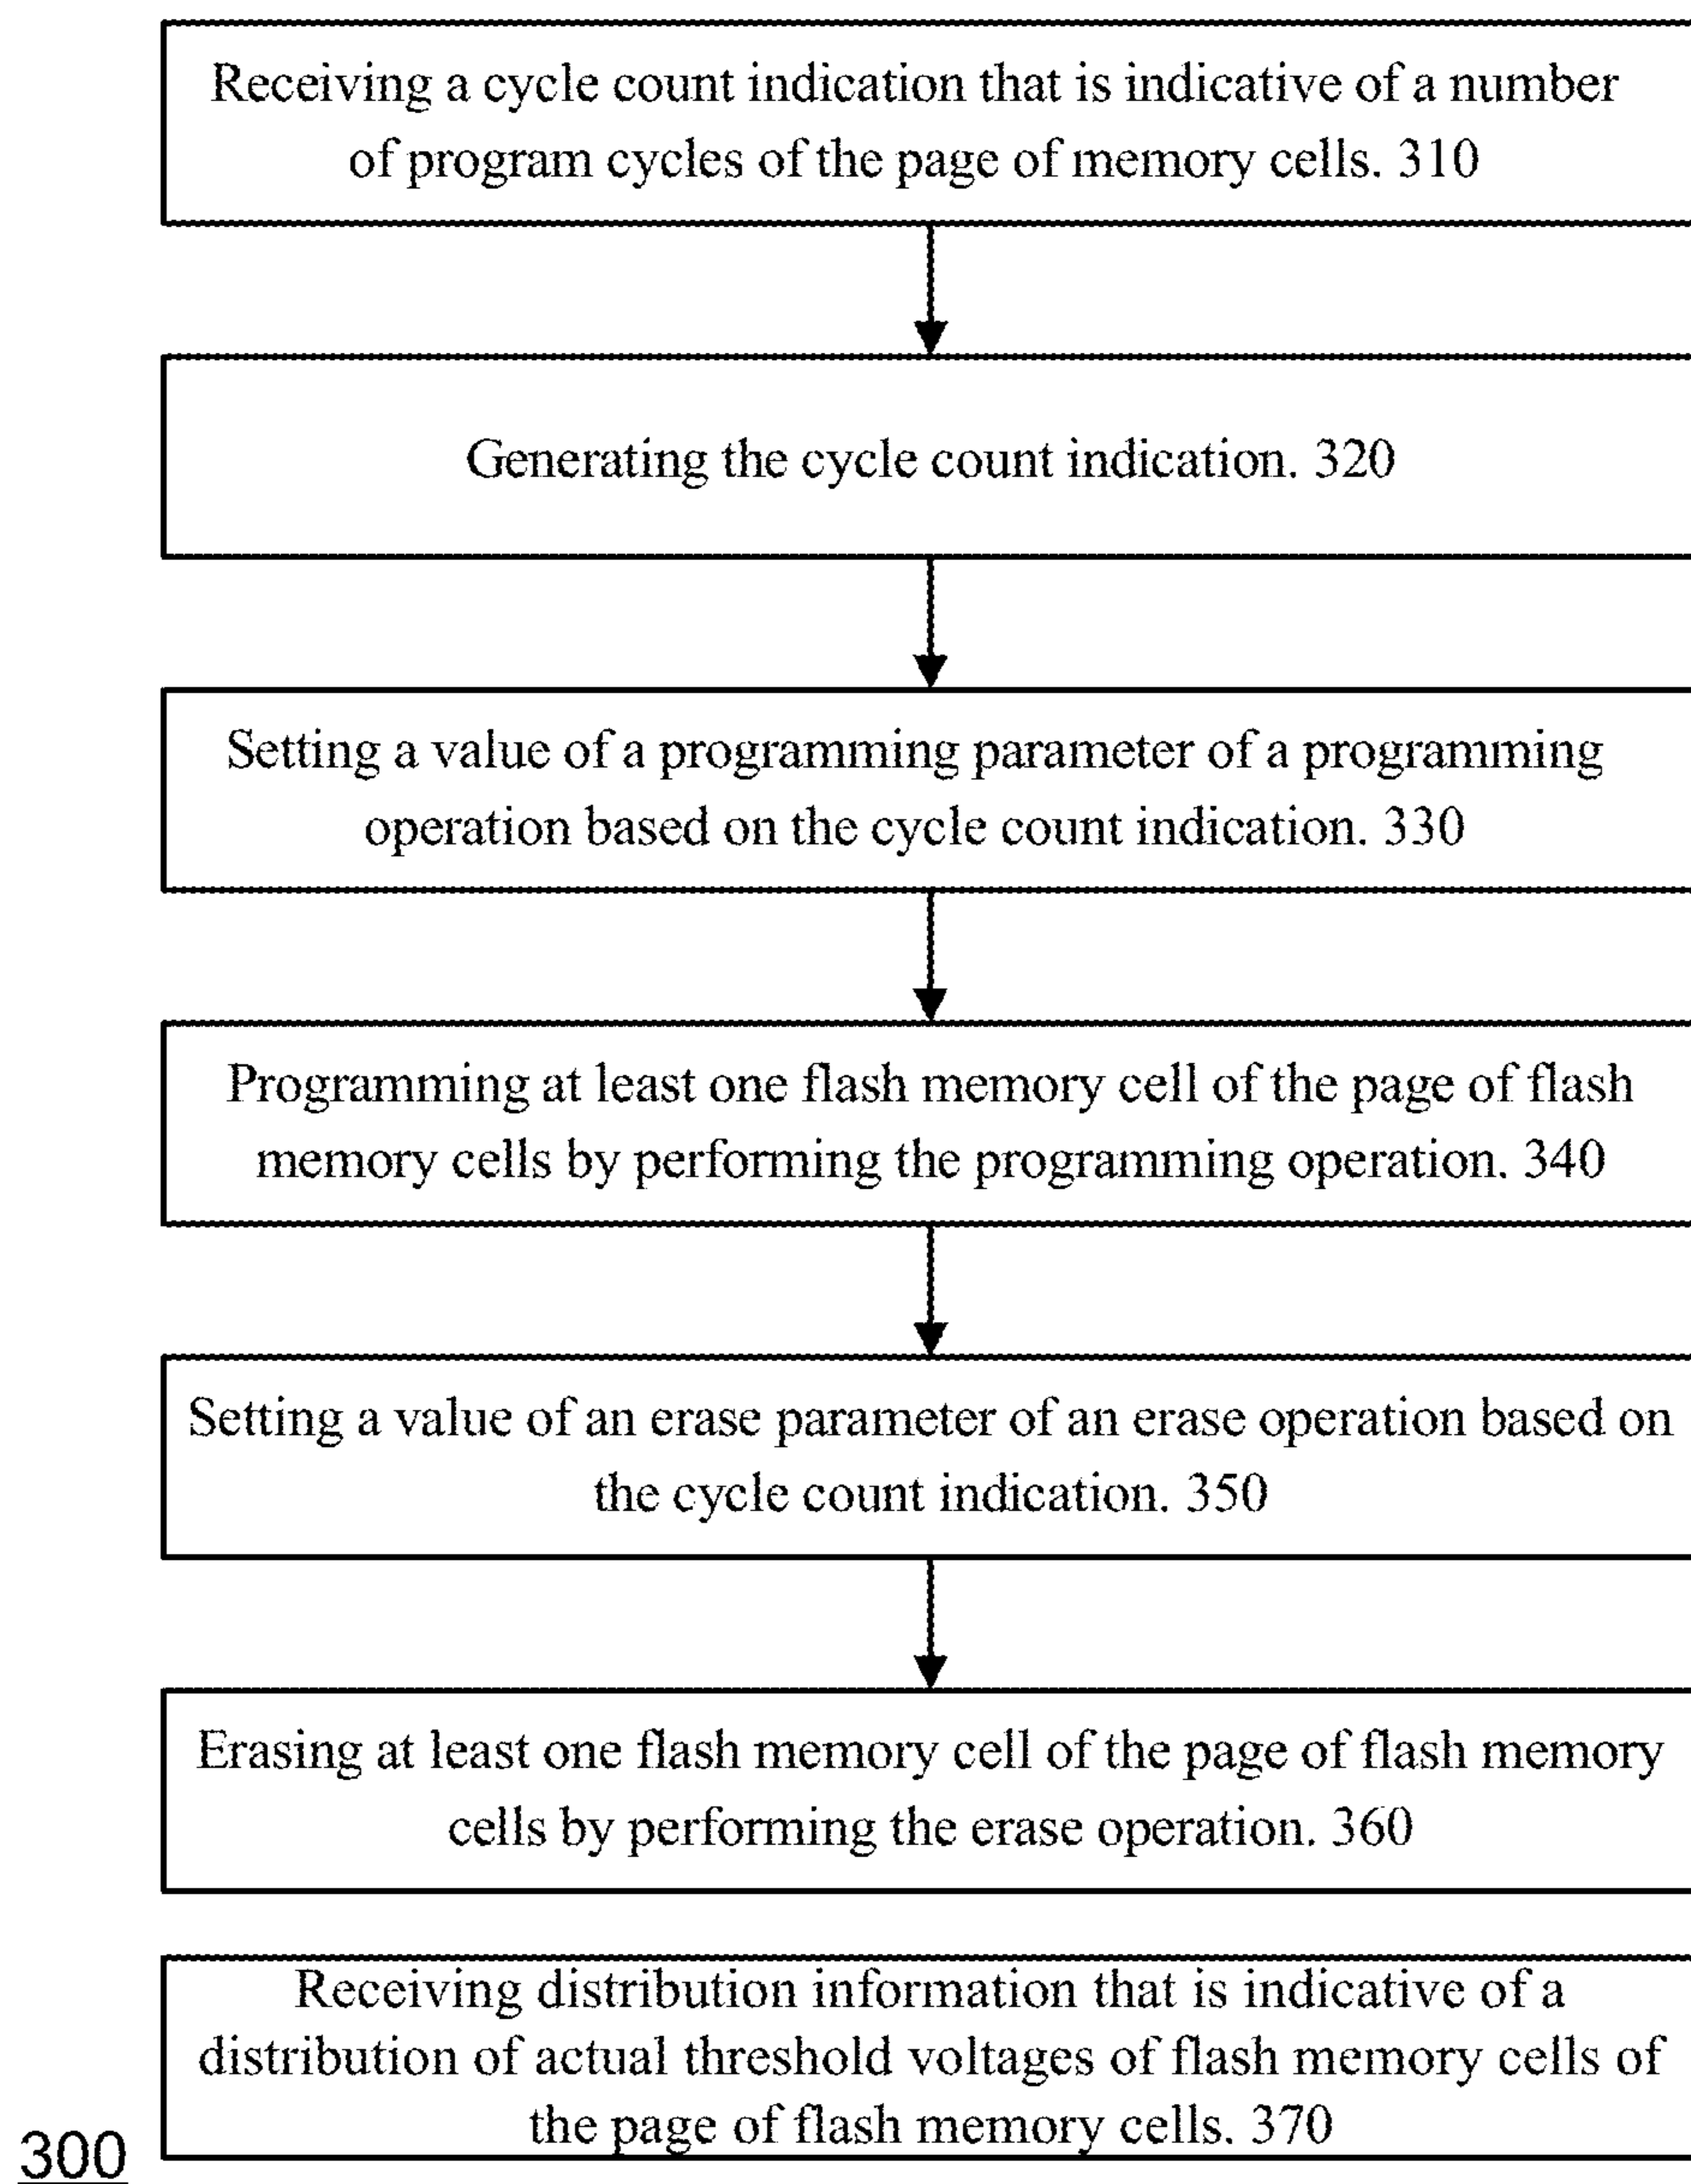 Receiving a cycle count indication that is indicative of a number
of program cycles of the page of memory cells. 310
Generating the cycle count indication. 320
Setting a value of a programming parameter of a programming
operation based on the cycle count indication. 330
Programming at least one flash memory cell of the page of flash
memory cells by performing the programming operation. 340
Setting a value of an erase parameter of an erase operation based on
the cycle count indication. 350
Erasing at least one flash memory cell of the page of flash memory
cells by performing the erase operation. 360
Receiving distribution information that is indicative of a
distribution of actual threshold voltages of flash memory cells of
the page of flash memory cells. 370
300